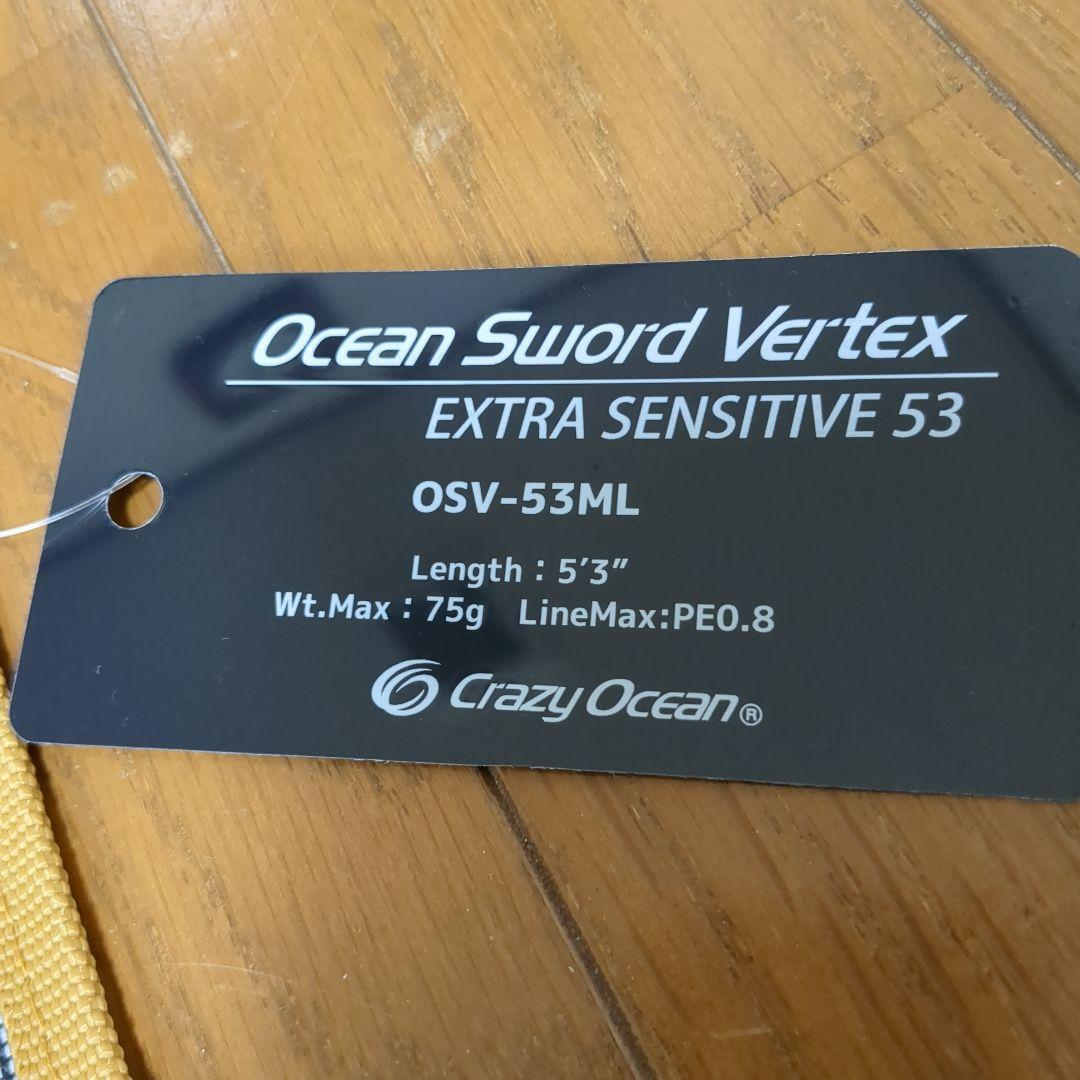 Ocean Sword Vertex
EXTRA SENSITIVE 53
OSV-53ML
Length：5'3"
Wt.Max：75g LineMax:PE0.8
Crazy Ocean®